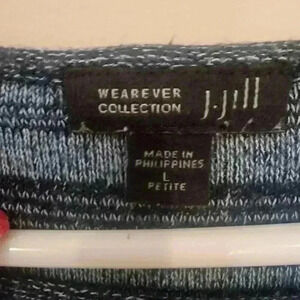 WEAREVER
COLLECTION
J.Jill
MADE IN
PHILIPPINES
L
PETITE